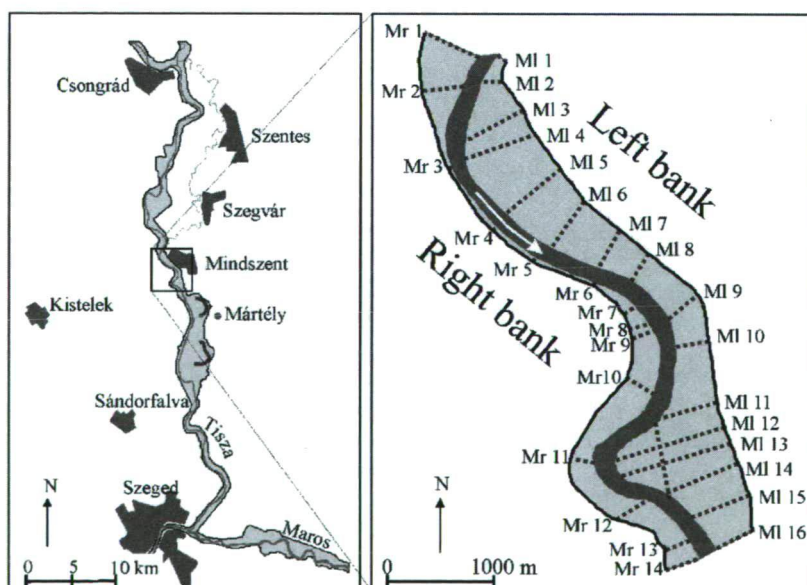 Csongrád
Szentes
Szegvár
Mindszent
Kistelek
Mártély
Sándorfalva
Tisza
Szeged
Maros
N
0 5 10 km
Mr 1
Mr 2
Mr 3
Mr 4
Mr 5
Mr 6
Mr 7
Mr 8
Mr 9
Mr10
Mr 11
Mr 12
Mr 13
Mr 14
Ml 1
Ml 2
Ml 3
Ml 4
Ml 5
Ml 6
Ml 7
Ml 8
Ml 9
Ml 10
Ml 11
Ml 12
Ml 13
Ml 14
Ml 15
Ml 16
Left bank
Right bank
N
0 1000 m